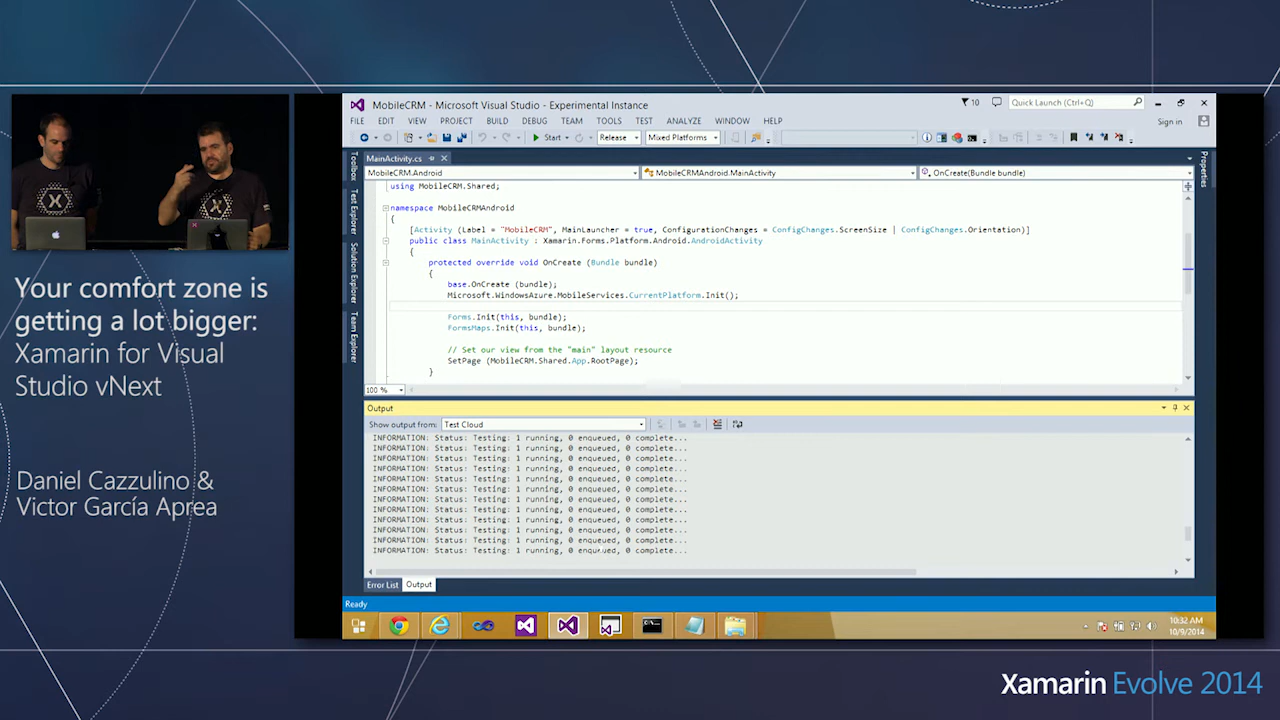 MobileCRM - Microsoft Visual Studio - Experimental Instance
10
Quick Launch (Ctrl+Q)
FILE EDIT VIEW PROJECT BUILD DEBUG TEAM TOOLS TEST ANALYZE WINDOW HELP
Sign in
Start Release Mixed Platforms
Toolbox
Test Explorer
Solution Explorer
Team Explorer
Properties
MainActivity.cs
MobileCRM.Android MobileCRMAndroid.MainActivity OnCreate(Bundle bundle)
using MobileCRM.Shared;
namespace MobileCRMAndroid
{
[Activity (Label = "MobileCRM", MainLauncher = true, ConfigurationChanges = ConfigChanges.ScreenSize | ConfigChanges.Orientation)]
public class MainActivity : Xamarin.Forms.Platform.Android.AndroidActivity
{
protected override void OnCreate (Bundle bundle)
{
base.OnCreate (bundle);
Microsoft.WindowsAzure.MobileServices.CurrentPlatform.Init();
Forms.Init(this, bundle);
FormsMaps.Init(this, bundle);
// Set our view from the "main" layout resource
SetPage (MobileCRM.Shared.App.RootPage);
}
100 %
Output
Show output from: Test Cloud
INFORMATION: Status: Testing: 1 running, 0 enqueued, 0 complete...
INFORMATION: Status: Testing: 1 running, 0 enqueued, 0 complete...
INFORMATION: Status: Testing: 1 running, 0 enqueued, 0 complete...
INFORMATION: Status: Testing: 1 running, 0 enqueued, 0 complete...
INFORMATION: Status: Testing: 1 running, 0 enqueued, 0 complete...
INFORMATION: Status: Testing: 1 running, 0 enqueued, 0 complete...
INFORMATION: Status: Testing: 1 running, 0 enqueued, 0 complete...
INFORMATION: Status: Testing: 1 running, 0 enqueued, 0 complete...
INFORMATION: Status: Testing: 1 running, 0 enqueued, 0 complete...
INFORMATION: Status: Testing: 1 running, 0 enqueued, 0 complete...
INFORMATION: Status: Testing: 1 running, 0 enqueued, 0 complete...
INFORMATION: Status: Testing: 1 running, 0 enqueued, 0 complete...
Error List Output
Ready
10:32 AM
10/9/2014
Your comfort zone is
getting a lot bigger:
Xamarin for Visual
Studio vNext
Daniel Cazzulino &
Victor García Aprea
Xamarin Evolve 2014